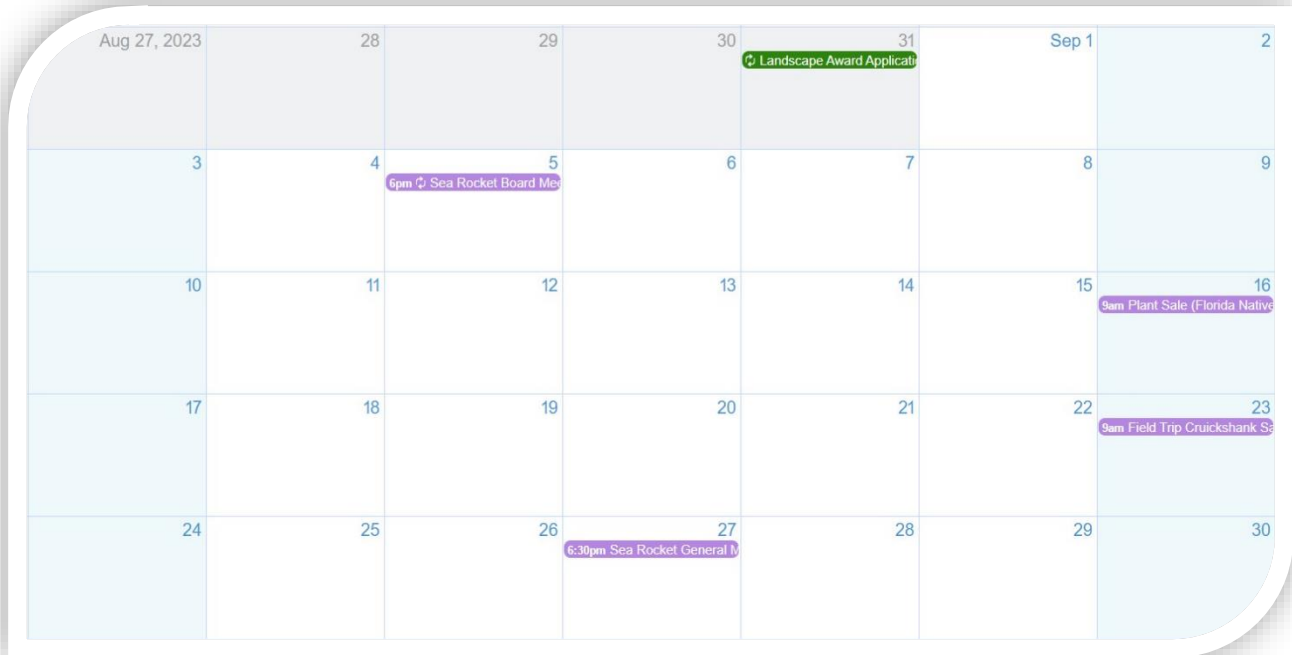 Aug 27, 2023 28 29 30 31 Sep 1 2
Landscape Award Applicati
3 4 5 6 7 8 9
6pm Sea Rocket Board Mee
10 11 12 13 14 15 16
9am Plant Sale (Florida Native
17 18 19 20 21 22 23
9am Field Trip Cruickshank Sa
24 25 26 27 28 29 30
6:30pm Sea Rocket General M